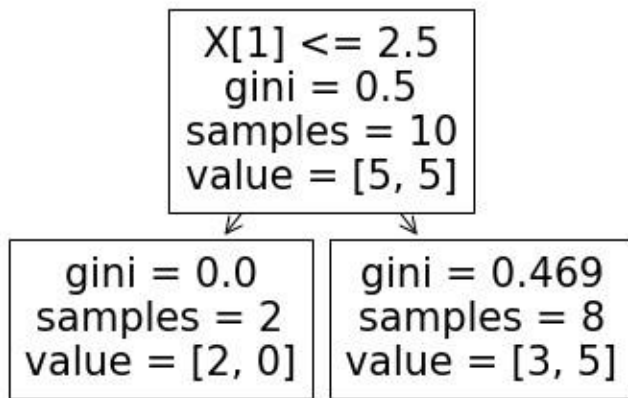 X[1] <= 2.5
gini = 0.5
samples = 10
value = [5, 5]
gini = 0.0
samples = 2
value = [2, 0]
gini = 0.469
samples = 8
value = [3, 5]